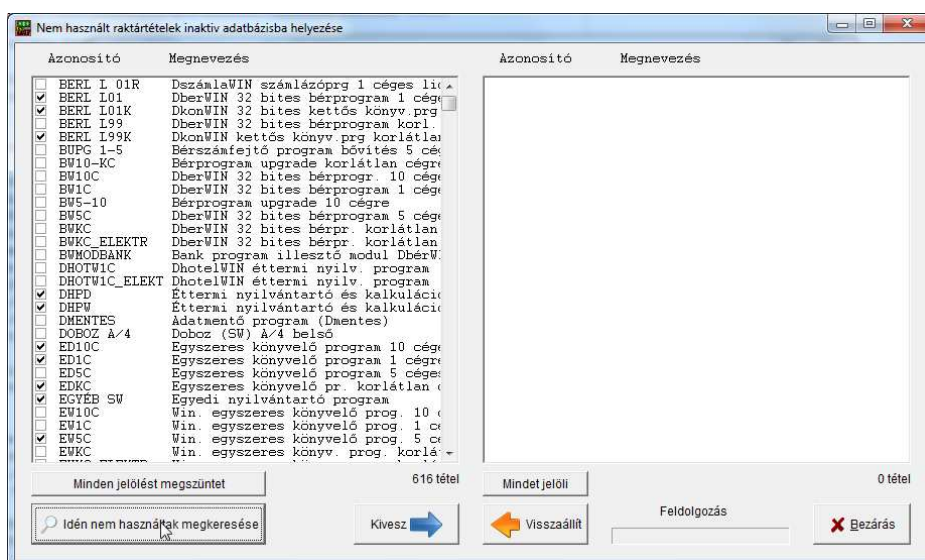 Nem használt raktártételek inaktiv adatbázisba helyezése
Azonosító Megnevezés Azonosító Megnevezés
BERL L 01R DszámlaWIN számlázóprg 1 céges lic
BERL L01 DberWIN 32 bites bérprogram 1 cége
BERL L01K DkonWIN 32 bites kettős könyv.prg
BERL L99 DberWIN 32 bites bérprogram korl.
BERL L99K DkonWIN kettős könyv.prg korlátlan
BUPG 1-5 Bérszámfejtő program bővítés 5 cég
BW10-KC Bérprogram upgrade korlátlan cégre
BW10C DberWIN 32 bites bérprogr. 10 cége
BW1C DberWIN 32 bites bérprogram 1 cége
BW5-10 Bérprogram upgrade 10 cégre
BW5C DberWIN 32 bites bérprogram 5 cége
BWKC DberWIN 32 bites bérpr. korlátlan
BWKC_ELEKTR DberWIN 32 bites bérpr. korlátlan
BWMODBANK Bank program illesztő modul DbérW
DHOTW1C DhotelWIN éttermi nyilv. program
DHOTW1C_ELEKT DhotelWIN éttermi nyilv. program
DHPD Éttermi nyilvántartó és kalkuláció
DHPW Éttermi nyilvántartó és kalkuláció
DMENTES Adatmentő program (Dmentes)
DOBOZ A/4 Doboz (SW) A/4 belső
ED10C Egyszeres könyvelő program 10 cége
ED1C Egyszeres könyvelő program 1 cégre
ED5C Egyszeres könyvelő program 5 céges
EDKC Egyszeres könyvelő pr. korlátlan
EGYÉB SW Egyedi nyilvántartó program
EW10C Win. egyszeres könyvelő prog. 10
EW1C Win. egyszeres könyvelő prog. 1 ce
EW5C Win. egyszeres könyvelő prog. 5 ce
EWKC Win. egyszeres könyv. prog. korlá
Minden jelölést megszüntet 616 tétel Mindet jelöli 0 tétel
Idén nem használtak megkeresése Kivesz Visszaállít Feldolgozás Bezárás